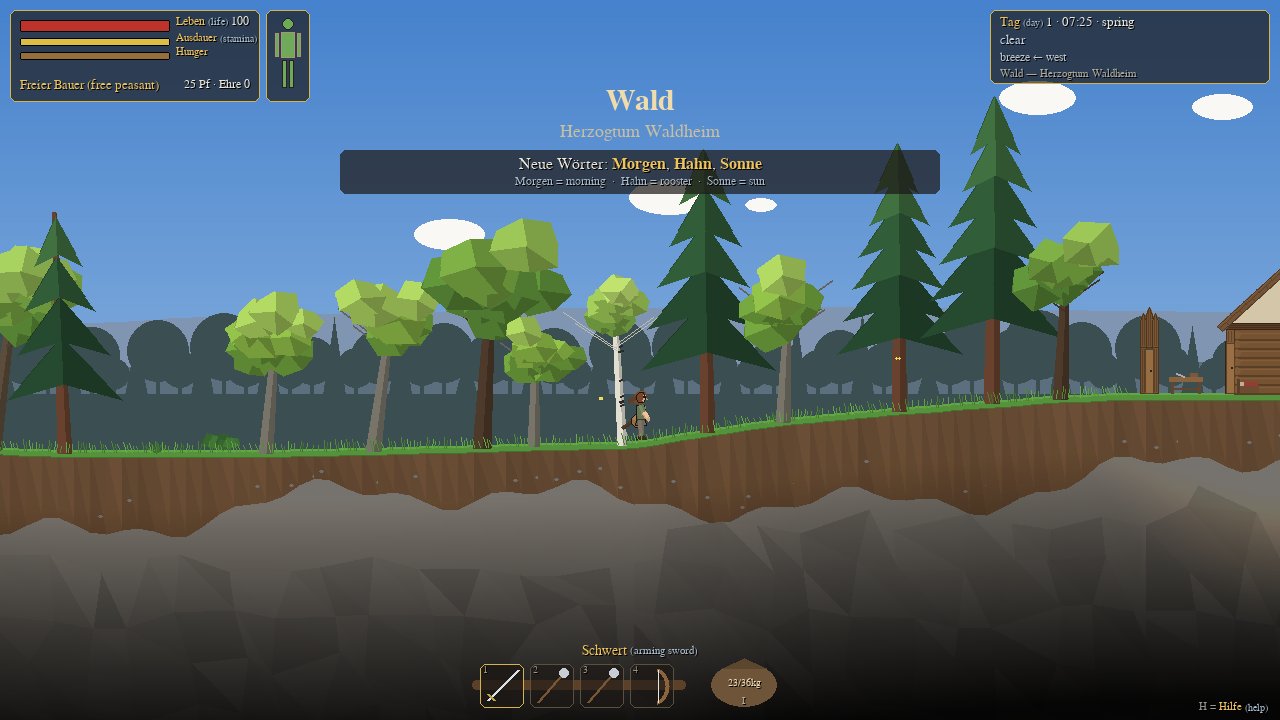 Leben (life) 100
Ausdauer (stamina)
Hunger
Freier Bauer (free peasant) 25 Pf · Ehre 0
Tag (day) 1 · 07:25 · spring
clear
breeze ← west
Wald — Herzogtum Waldheim
Wald
Herzogtum Waldheim
Neue Wörter: Morgen, Hahn, Sonne
Morgen = morning · Hahn = rooster · Sonne = sun
Schwert (arming sword)
1 2 3 4
23/36kg
I
H = Hilfe (help)